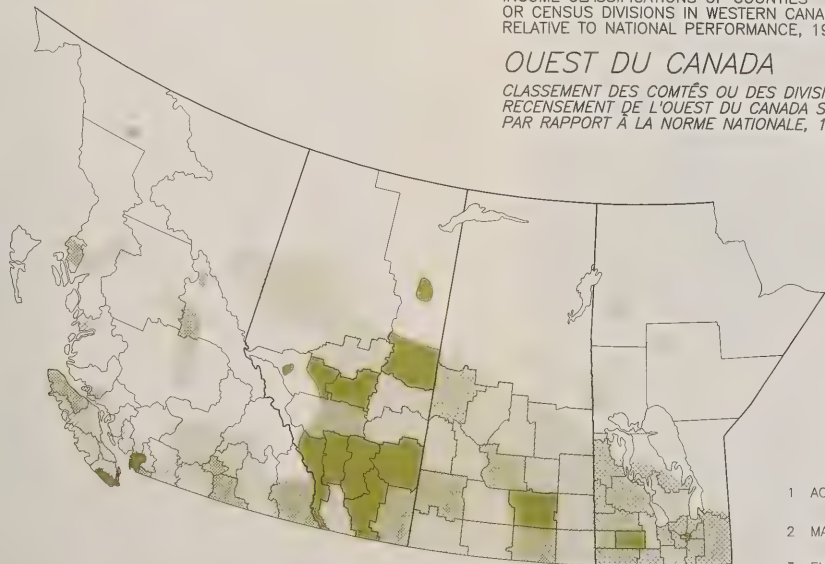 OR CENSUS DIVISIONS IN WESTERN CANA
RELATIVE TO NATIONAL PERFORMANCE, 19
OUEST DU CANADA
CLASSEMENT DES COMTÉS OU DES DIVISI
RECENSEMENT DE L'OUEST DU CANADA S
PAR RAPPORT À LA NORME NATIONALE, 1
1 AC
2 MA